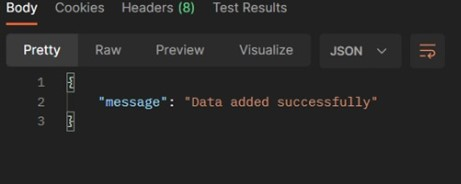 Body Cookies Headers (8) Test Results
Pretty Raw Preview Visualize JSON
1 {
2 "message": "Data added successfully"
3 }